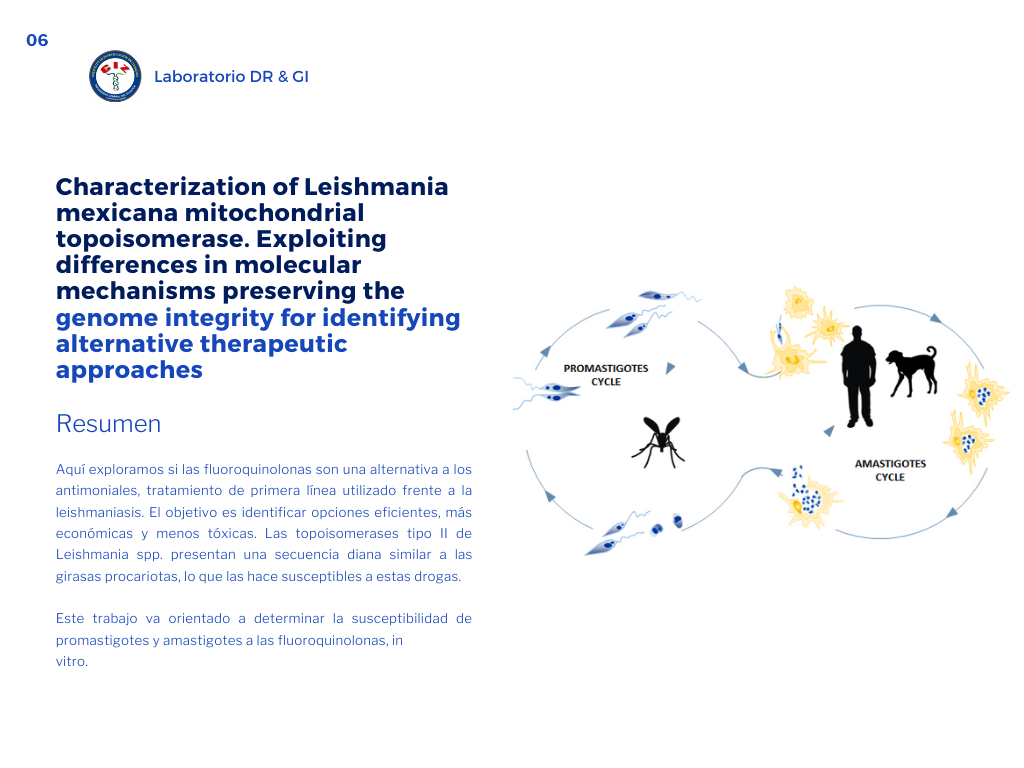 06
Laboratorio DR & GI
Characterization of Leishmania
mexicana mitochondrial
topoisomerase. Exploiting
differences in molecular
mechanisms preserving the
genome integrity for identifying
alternative therapeutic
approaches
Resumen
Aquí exploramos si las fluoroquinolonas son una alternativa a los
antimoniales, tratamiento de primera línea utilizado frente a la
leishmaniasis. El objetivo es identificar opciones eficientes, más
económicas y menos tóxicas. Las topoisomerases tipo II de
Leishmania spp. presentan una secuencia diana similar a las
girasas procariotas, lo que las hace susceptibles a estas drogas.
Este trabajo va orientado a determinar la susceptibilidad de
promastigotes y amastigotes a las fluoroquinolonas, in
vitro.
PROMASTIGOTES
CYCLE
AMASTIGOTES
CYCLE